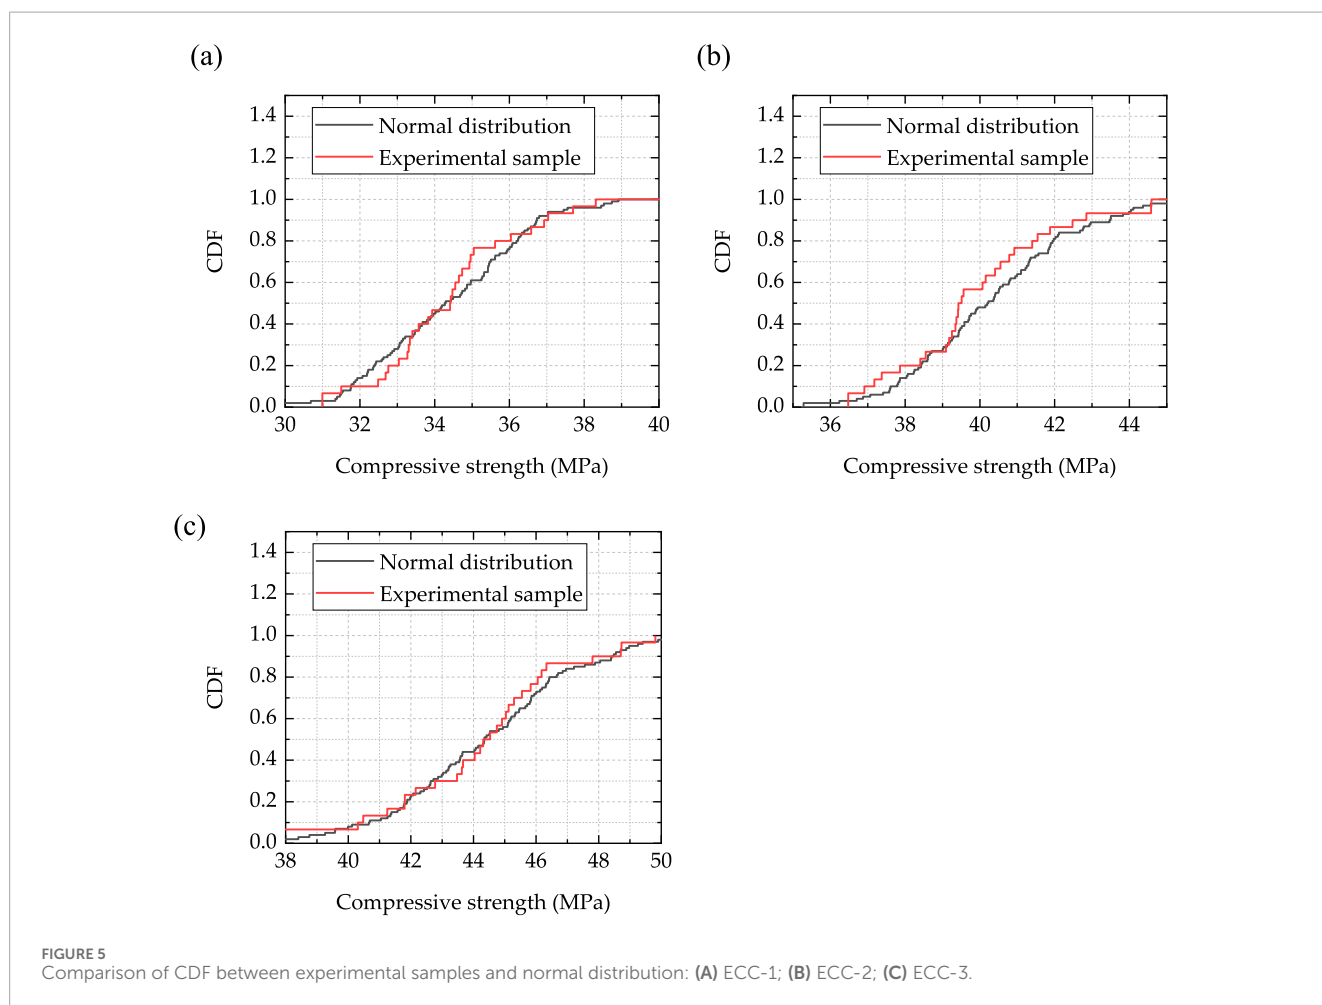 (a)
1.4
1.2
1.0
0.8
0.6
0.4
0.2
0.0
CDF
Normal distribution
Experimental sample
30 32 34 36 38 40
Compressive strength (MPa)
(b)
1.4
1.2
1.0
0.8
0.6
0.4
0.2
0.0
CDF
Normal distribution
Experimental sample
36 38 40 42 44
Compressive strength (MPa)
(c)
1.4
1.2
1.0
0.8
0.6
0.4
0.2
0.0
CDF
Normal distribution
Experimental sample
38 40 42 44 46 48 50
Compressive strength (MPa)
FIGURE 5
Comparison of CDF between experimental samples and normal distribution: (A) ECC-1; (B) ECC-2; (C) ECC-3.